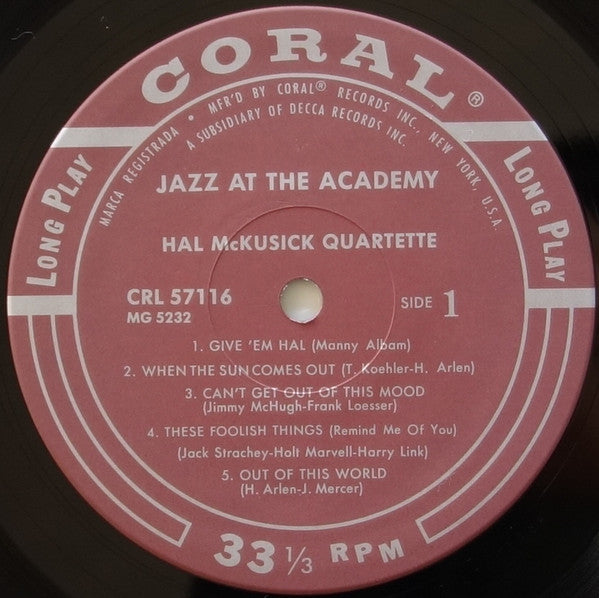 CORAL®
MARCA REGISTRADA • MFR'D BY CORAL® RECORDS INC., NEW YORK, U.S.A.
A SUBSIDIARY OF DECCA RECORDS INC.
LONG PLAY
LONG PLAY
JAZZ AT THE ACADEMY
HAL McKUSICK QUARTETTE
CRL 57116
MG 5232
SIDE 1
1. GIVE 'EM HAL (Manny Albam)
2. WHEN THE SUN COMES OUT (T. Koehler-H. Arlen)
3. CAN'T GET OUT OF THIS MOOD
(Jimmy McHugh-Frank Loesser)
4. THESE FOOLISH THINGS (Remind Me Of You)
(Jack Strachey-Holt Marvell-Harry Link)
5. OUT OF THIS WORLD
(H. Arlen-J. Mercer)
33 1/3 RPM